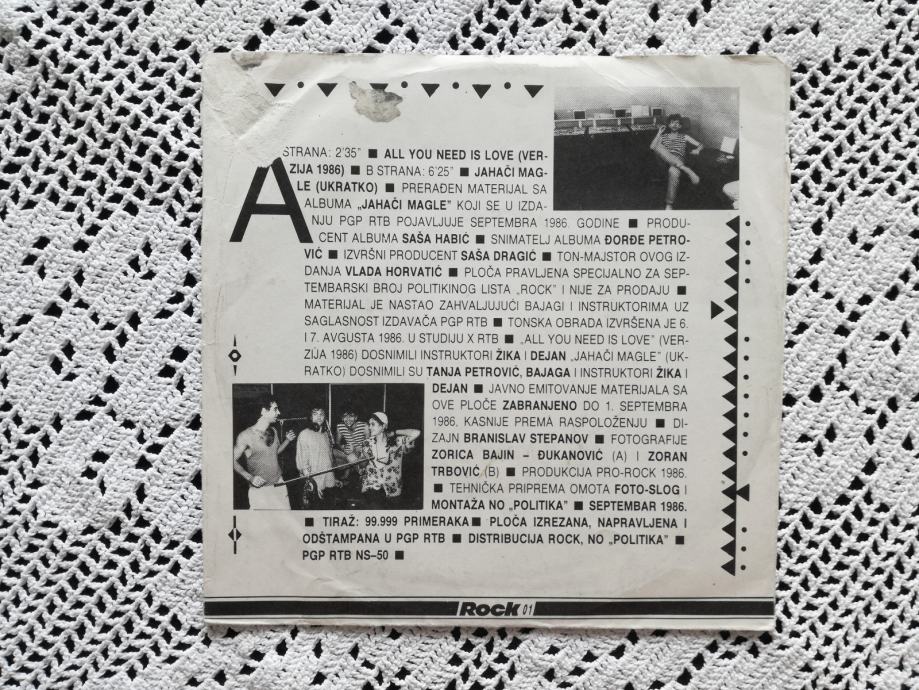 A STRANA: 2'35" ■ ALL YOU NEED IS LOVE (VER-
ZIJA 1986) ■ B STRANA: 6'25" ■ JAHAČI MAG-
LE (UKRATKO) ■ PRERAĐEN MATERIJAL SA
ALBUMA „JAHAČI MAGLE" KOJI SE U IZDA-
NJU PGP RTB POJAVLJUJE SEPTEMBRA 1986. GODINE ■ PRODU-
CENT ALBUMA SAŠA HABIĆ ■ SNIMATELJ ALBUMA ĐORĐE PETRO-
VIĆ ■ IZVRŠNI PRODUCENT SAŠA DRAGIĆ ■ TON-MAJSTOR OVOG IZ-
DANJA VLADA HORVATIĆ ■ PLOČA PRAVLJENA SPECIJALNO ZA SEP-
TEMBARSKI BROJ POLITIKINOG LISTA „ROCK" I NIJE ZA PRODAJU ■
MATERIJAL JE NASTAO ZAHVALJUJUĆI BAJAGI I INSTRUKTORIMA UZ
SAGLASNOST IZDAVAČA PGP RTB ■ TONSKA OBRADA IZVRŠENA JE 6.
I 7. AVGUSTA 1986. U STUDIJU X RTB ■ „ALL YOU NEED IS LOVE" (VER-
ZIJA 1986) DOSNIMILI INSTRUKTORI ŽIKA I DEJAN „JAHAČI MAGLE" (UK-
RATKO) DOSNIMILI SU TANJA PETROVIĆ, BAJAGA I INSTRUKTORI ŽIKA I
DEJAN ■ JAVNO EMITOVANJE MATERIJALA SA
OVE PLOČE ZABRANJENO DO 1. SEPTEMBRA
1986, KASNIJE PREMA RASPOLOŽENJU ■ DI-
ZAJN BRANISLAV STEPANOV ■ FOTOGRAFIJE
ZORICA BAJIN – ĐUKANOVIĆ (A) I ZORAN
TRBOVIĆ (B) ■ PRODUKCIJA PRO-ROCK 1986.
■ TEHNIČKA PRIPREMA OMOTA FOTO-SLOG I
MONTAŽA NO „POLITIKA" ■ SEPTEMBAR 1986.
■ TIRAŽ: 99.999 PRIMERAKA ■ PLOČA IZREZANA, NAPRAVLJENA I
ODŠTAMPANA U PGP RTB ■ DISTRIBUCIJA ROCK, NO „POLITIKA" ■
PGP RTB NS–50 ■
Rock 01